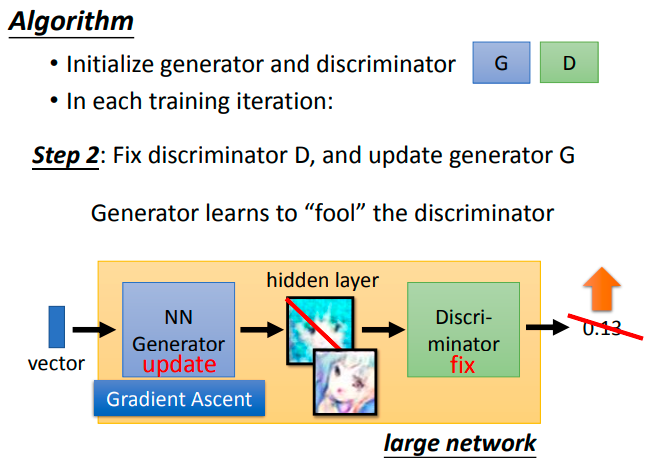 Algorithm
• Initialize generator and discriminator G D
• In each training iteration:
Step 2: Fix discriminator D, and update generator G
Generator learns to “fool” the discriminator
hidden layer
vector
NN
Generator
update
Gradient Ascent
Discri-
minator
fix
0.13
large network